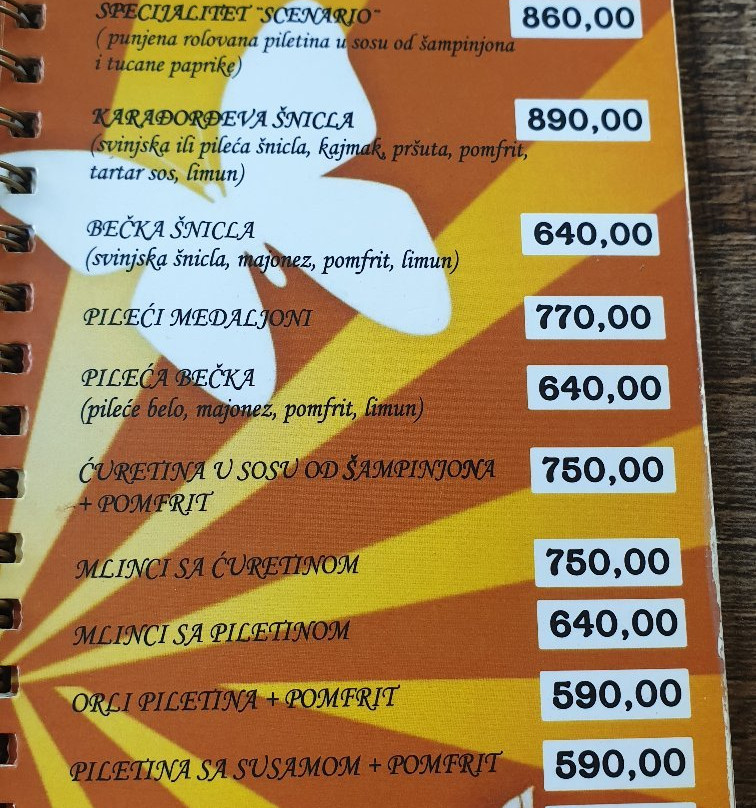 SPECIJALITET "SCENARIO" 860,00
( punjena rolovana piletina u sosu od šampinjona
i tucane paprike)
KARAĐORĐEVA ŠNICLA 890,00
(svinjska ili pileća šnicla, kajmak, pršuta, pomfrit,
tartar sos, limun)
BEČKA ŠNICLA 640,00
(svinjska šnicla, majonez, pomfrit, limun)
PILEĆI MEDALJONI 770,00
PILEĆA BEČKA 640,00
(pileće belo, majonez, pomfrit, limun)
ĆURETINA U SOSU OD ŠAMPINJONA 750,00
+ POMFRIT
MLINCI SA ĆURETINOM 750,00
MLINCI SA PILETINOM 640,00
ORLI PILETINA + POMFRIT 590,00
PILETINA SA SUSAMOM + POMFRIT 590,00